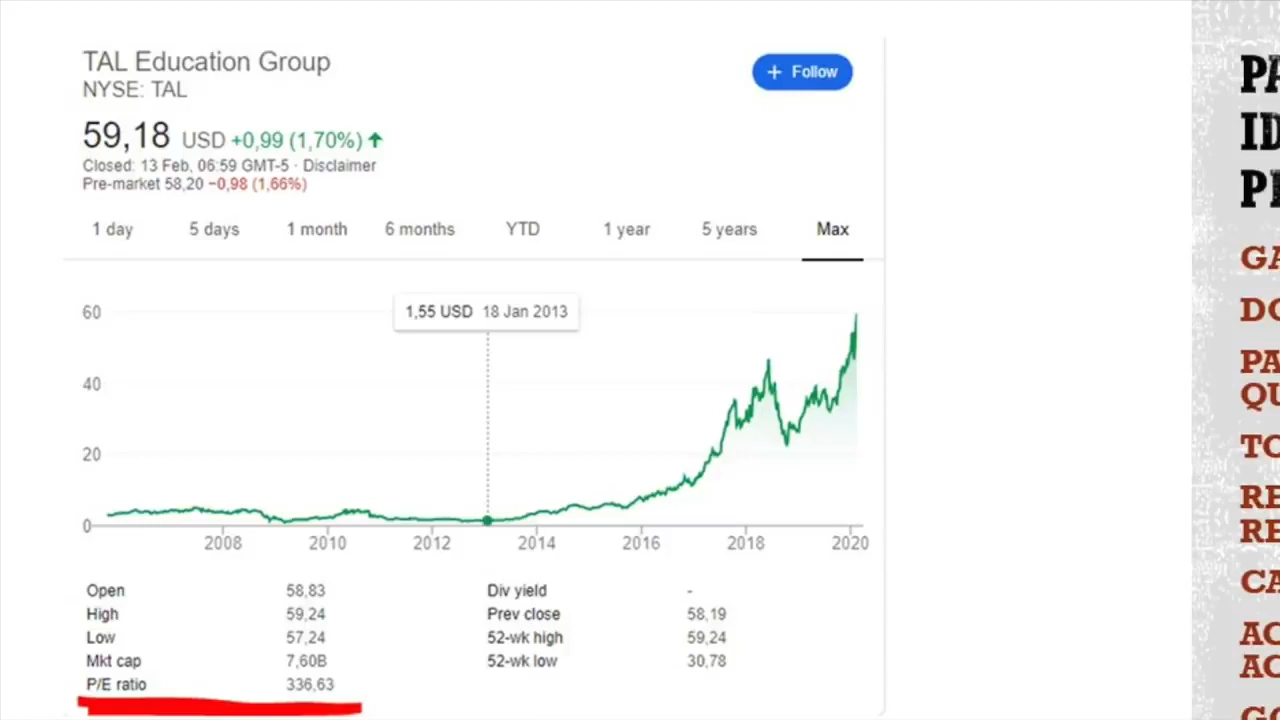 TAL Education Group
NYSE: TAL
+ Follow
59,18 USD +0,99 (1,70%)
Closed: 13 Feb, 06:59 GMT-5 · Disclaimer
Pre-market 58,20 −0,98 (1,66%)
1 day 5 days 1 month 6 months YTD 1 year 5 years Max
1,55 USD 18 Jan 2013
60
40
20
0
2008 2010 2012 2014 2016 2018 2020
Open 58,83 Div yield -
High 59,24 Prev close 58,19
Low 57,24 52-wk high 59,24
Mkt cap 7,60B 52-wk low 30,78
P/E ratio 336,63